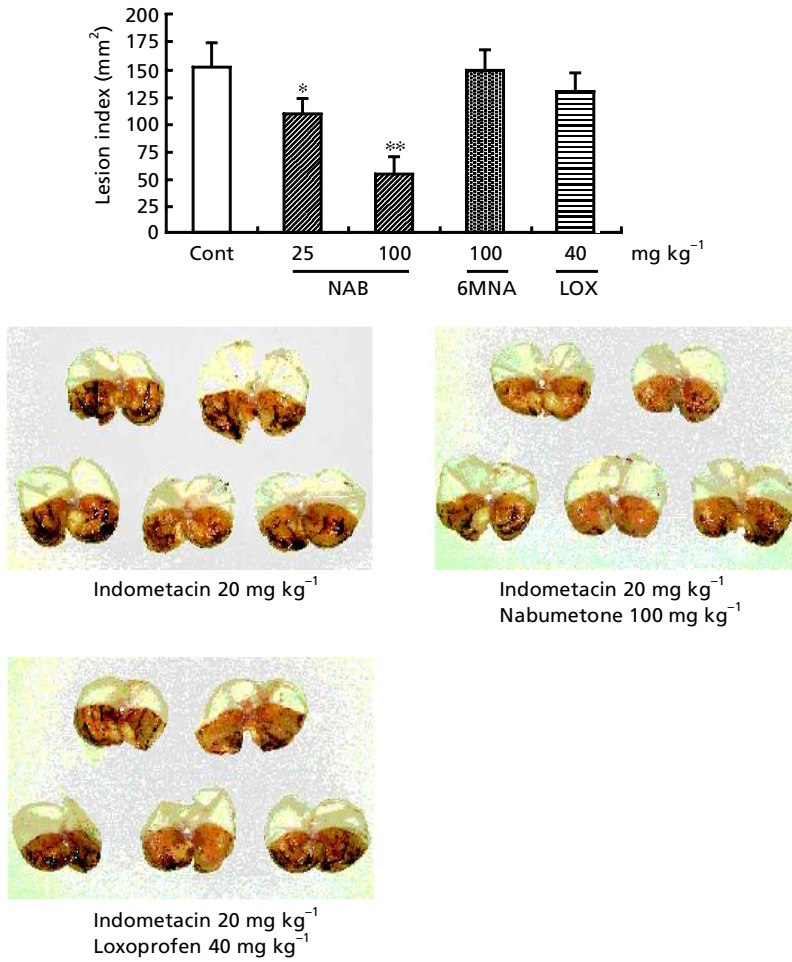 Lesion index (mm²)
200
175
150
125
100
75
50
25
0
*
**
Cont 25 100 100 40 mg kg⁻¹
NAB 6MNA LOX
Indometacin 20 mg kg⁻¹
Indometacin 20 mg kg⁻¹
Nabumetone 100 mg kg⁻¹
Indometacin 20 mg kg⁻¹
Loxoprofen 40 mg kg⁻¹